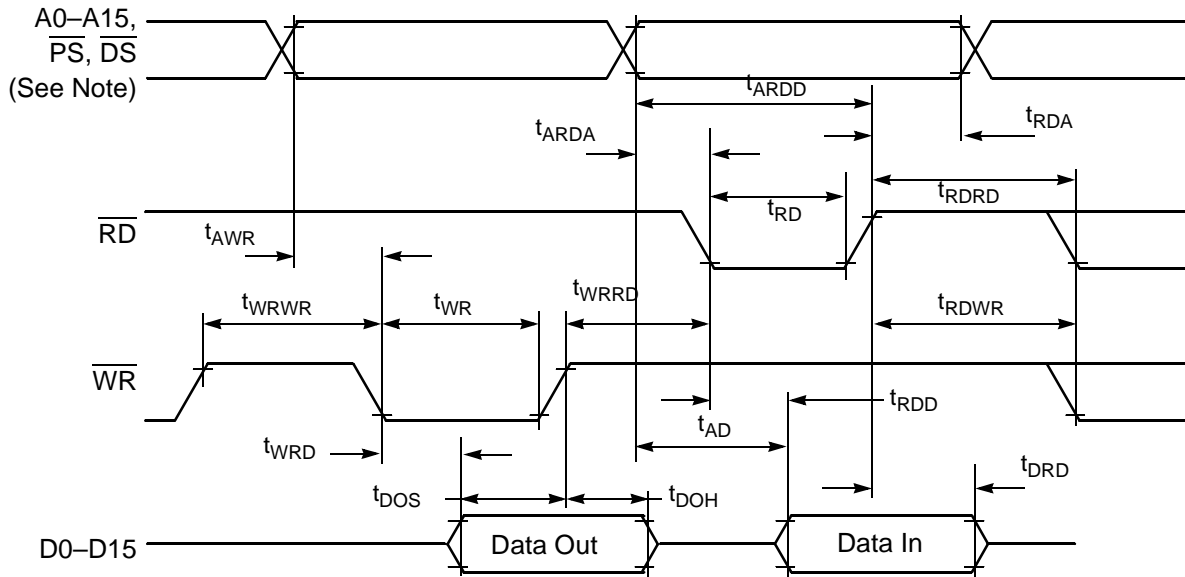 A0–A15,
PS, DS
(See Note)
tARDD
tRDA
tARDA
tRD
tRDRD
RD
tAWR
tWRWR
tWR
tWRRD
tRDWR
WR
tRDD
tAD
tWRD
tDRD
tDOS
tDOH
D0–D15
Data Out
Data In